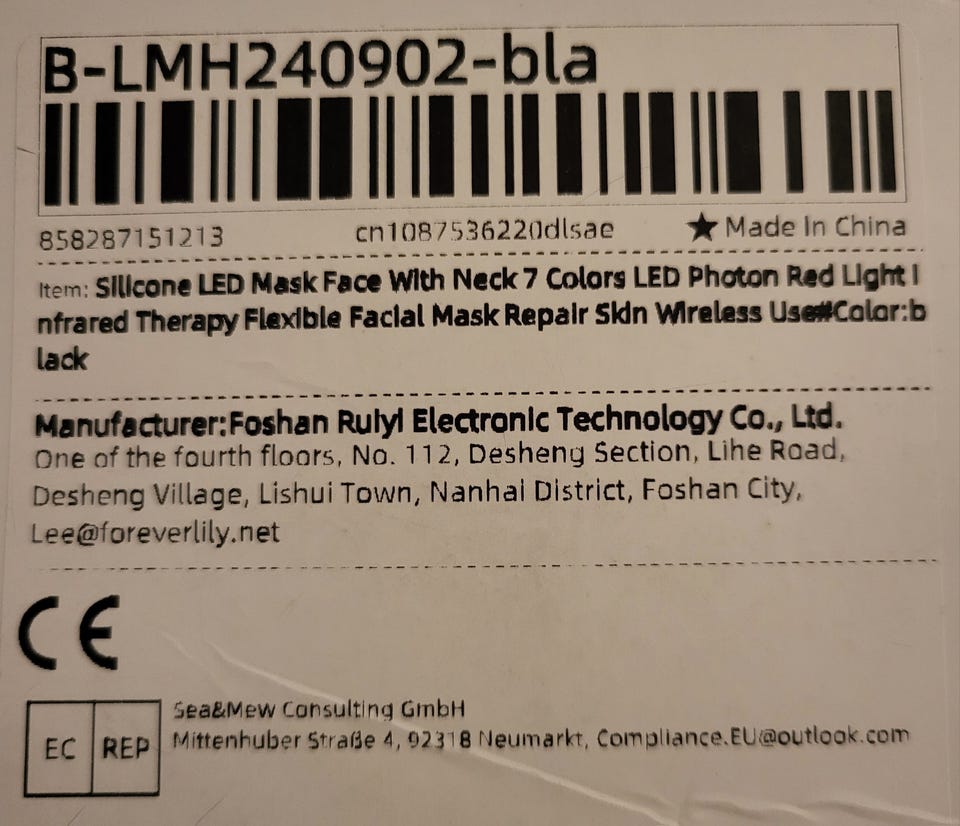 B-LMH240902-bla
858287151213 cn1087536220dlsae ★ Made In China
Item: Silicone LED Mask Face With Neck 7 Colors LED Photon Red Light I
nfrared Therapy Flexible Facial Mask Repair Skin Wireless Use#Color:b
lack
Manufacturer:Foshan Ruiyi Electronic Technology Co., Ltd.
One of the fourth floors, No. 112, Desheng Section, Lihe Road,
Desheng Village, Lishui Town, Nanhai District, Foshan City,
Lee@foreverlily.net
CE
EC REP
Sea&Mew Consulting GmbH
Mittenhuber Straße 4, 92318 Neumarkt, Compliance.EU@outlook.com